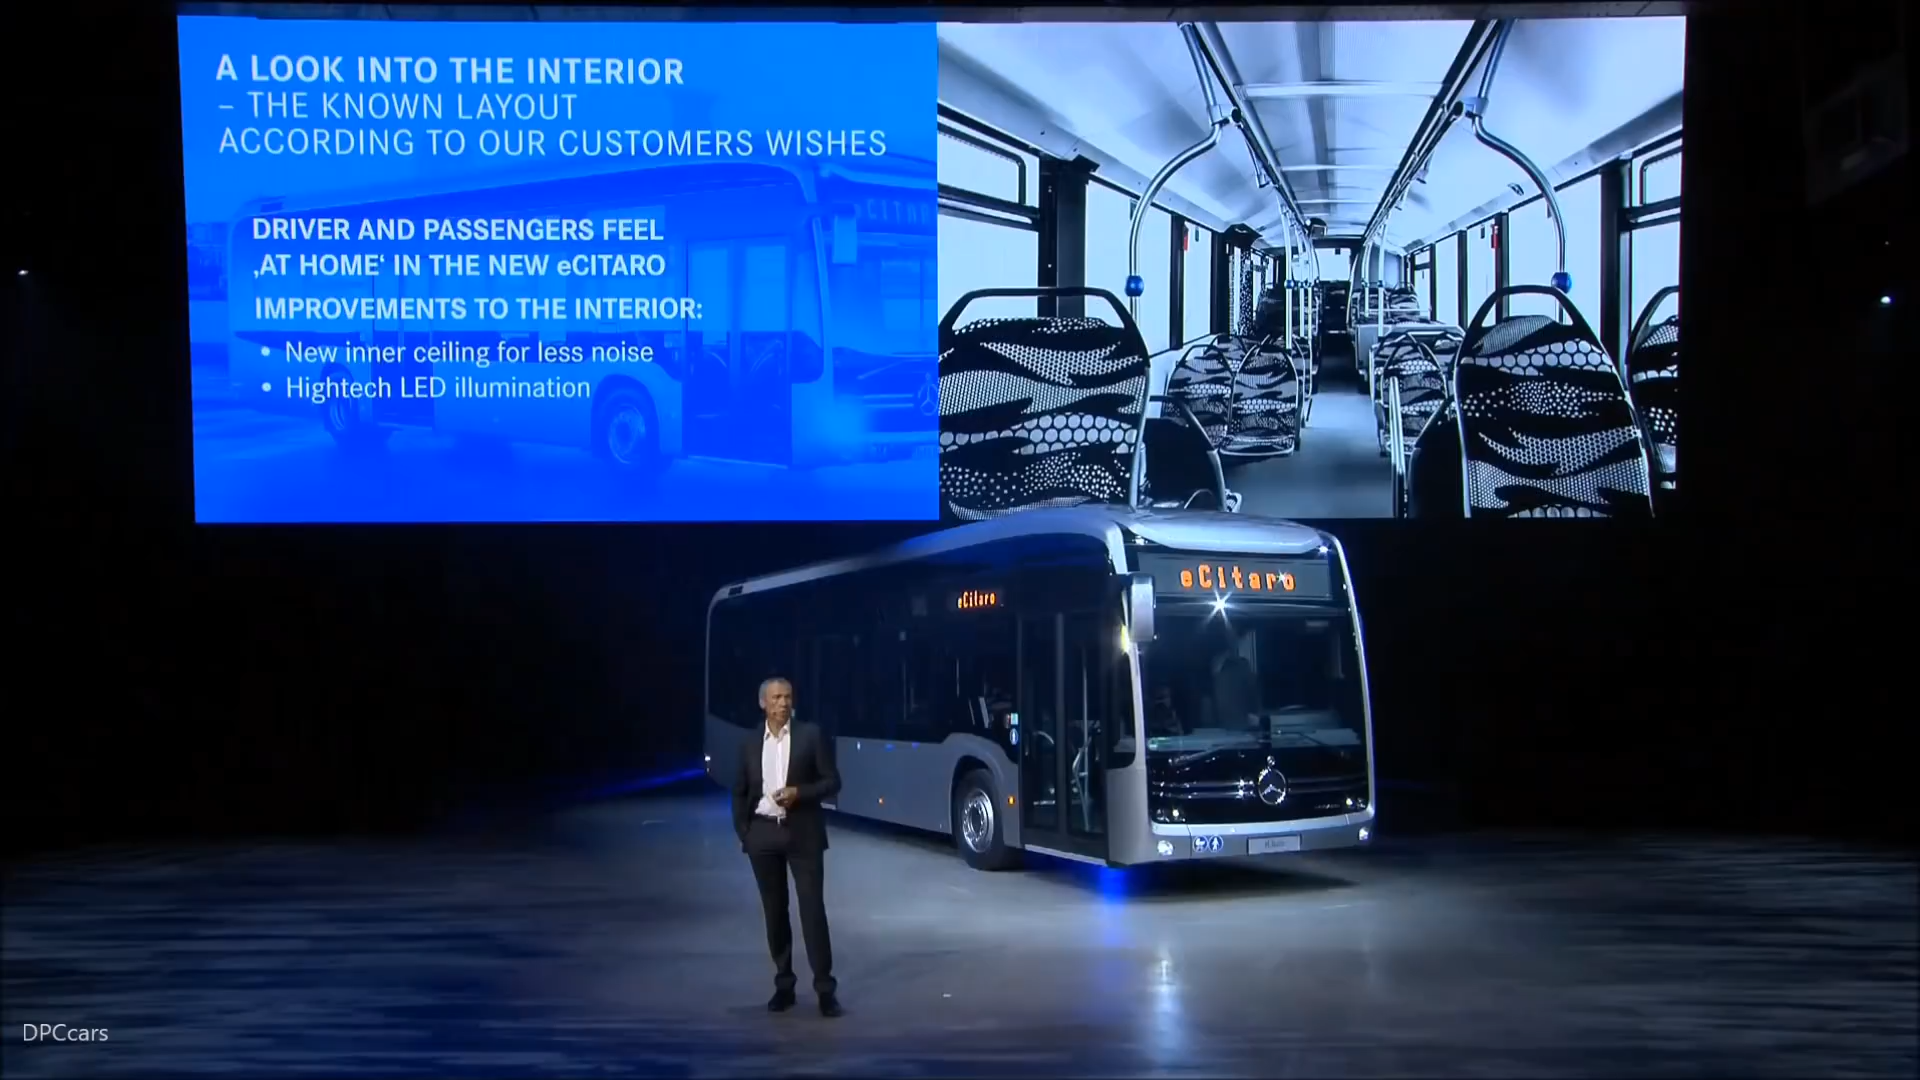 A LOOK INTO THE INTERIOR
– THE KNOWN LAYOUT
ACCORDING TO OUR CUSTOMERS WISHES
DRIVER AND PASSENGERS FEEL
‚AT HOME‘ IN THE NEW eCITARO
IMPROVEMENTS TO THE INTERIOR:
• New inner ceiling for less noise
• Hightech LED illumination
eCitaro
eCitaro
DPCcars